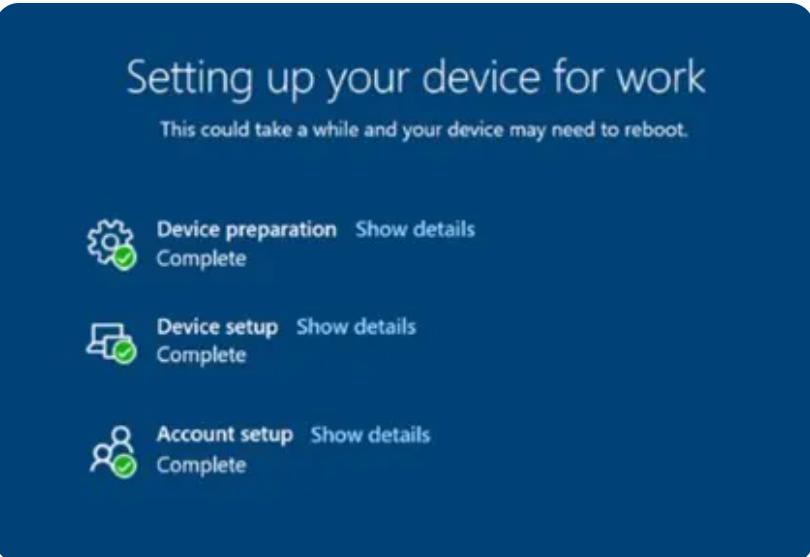 Setting up your device for work
This could take a while and your device may need to reboot.
Device preparation Show details
Complete
Device setup Show details
Complete
Account setup Show details
Complete